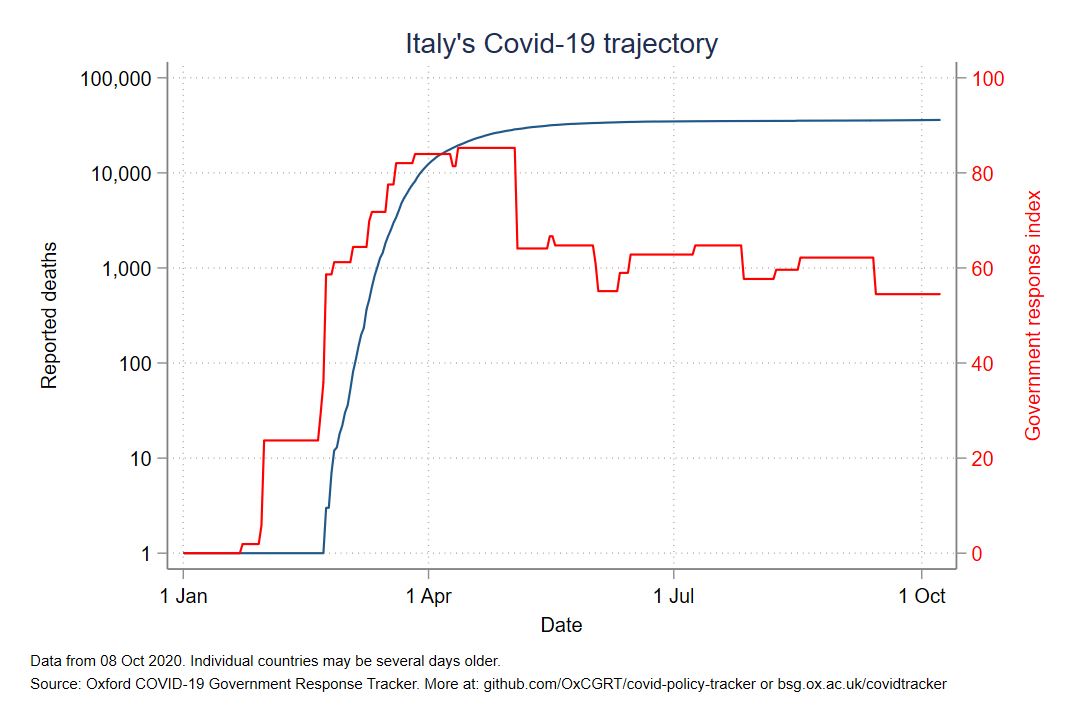 Italy's Covid-19 trajectory
100,000
10,000
1,000
100
10
1
Reported deaths
100
80
60
40
20
0
Government response index
1 Jan
1 Apr
1 Jul
1 Oct
Date
Data from 08 Oct 2020. Individual countries may be several days older.
Source: Oxford COVID-19 Government Response Tracker. More at: github.com/OxCGRT/covid-policy-tracker or bsg.ox.ac.uk/covidtracker